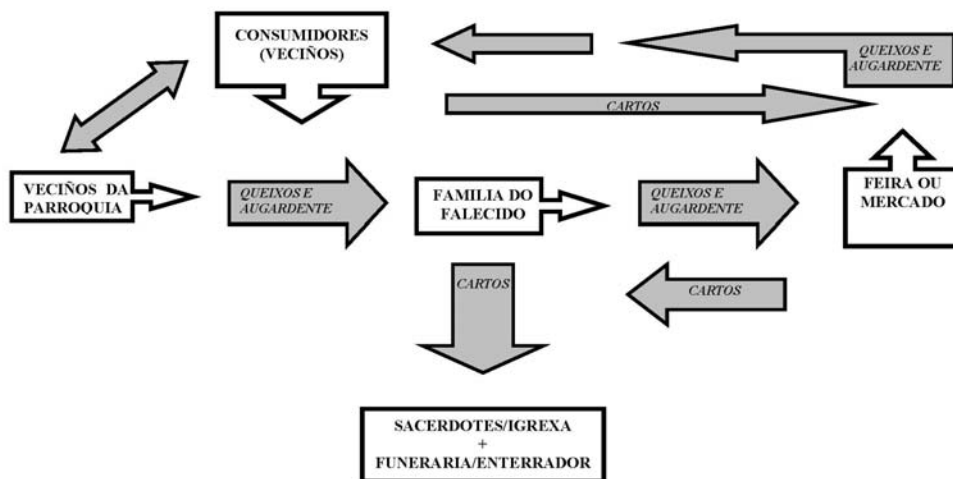 CONSUMIDORES
(VECIÑOS)
QUEIXOS E
AUGARDENTE
CARTOS
VECIÑOS DA
PARROQUIA
QUEIXOS E
AUGARDENTE
FAMILIA DO
FALECIDO
QUEIXOS E
AUGARDENTE
FEIRA OU
MERCADO
CARTOS
CARTOS
SACERDOTES/IGREXA
+
FUNERARIA/ENTERRADOR